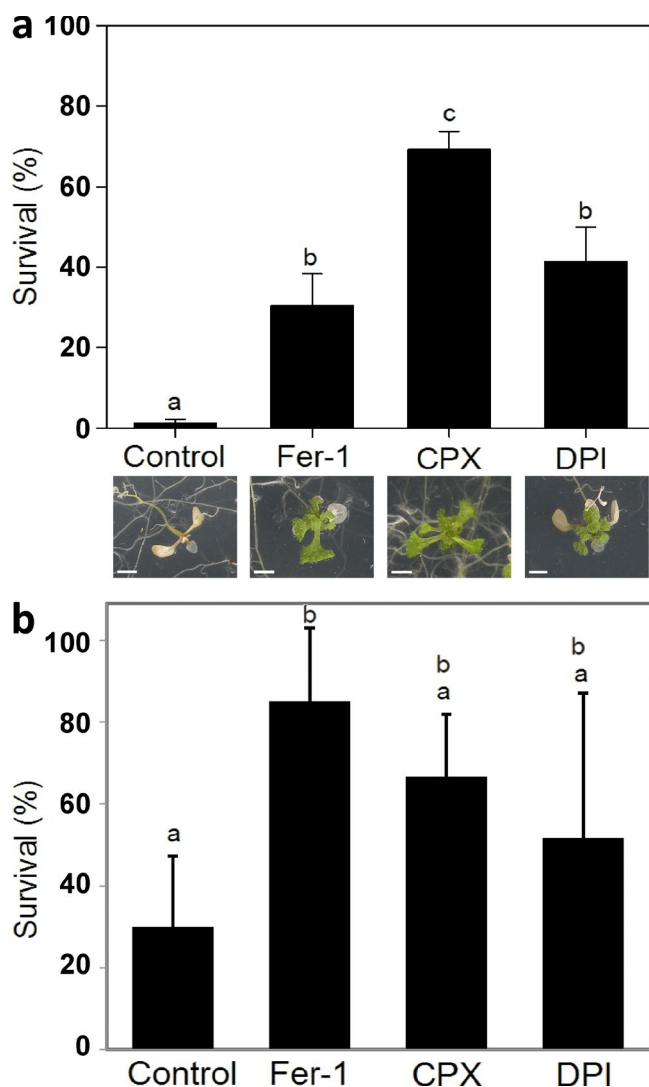 a
100
80
60
40
20
0
Survival (%)
a
b
c
b
Control Fer-1 CPX DPI
b
100
80
60
40
20
0
Survival (%)
a
b
b
a
b
a
Control Fer-1 CPX DPI